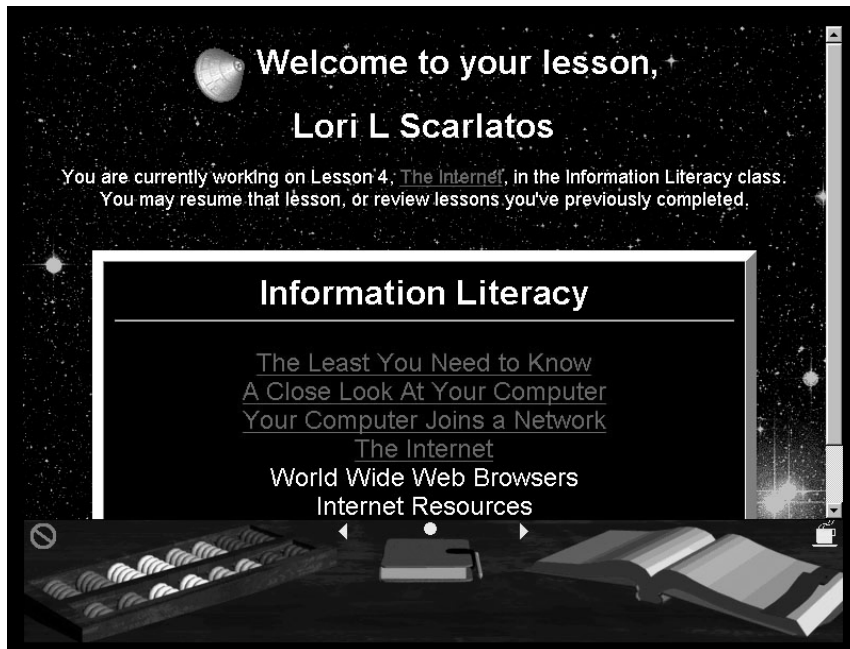 Welcome to your lesson,
Lori L Scarlatos
You are currently working on Lesson 4, The Internet, in the Information Literacy class.
You may resume that lesson, or review lessons you've previously completed.
Information Literacy
The Least You Need to Know
A Close Look At Your Computer
Your Computer Joins a Network
The Internet
World Wide Web Browsers
Internet Resources